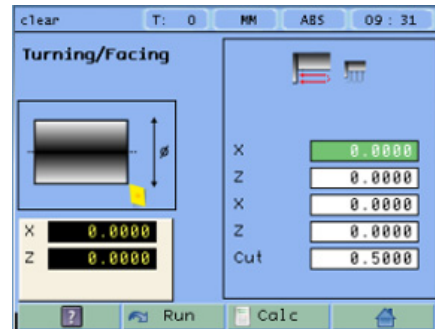 clear T: 0 MM ABS 09 : 31
Turning/Facing
ø
X 0.0000
Z 0.0000
X 0.0000
Z 0.0000
Cut 0.5000
X 0.0000
Z 0.0000
? Run Calc